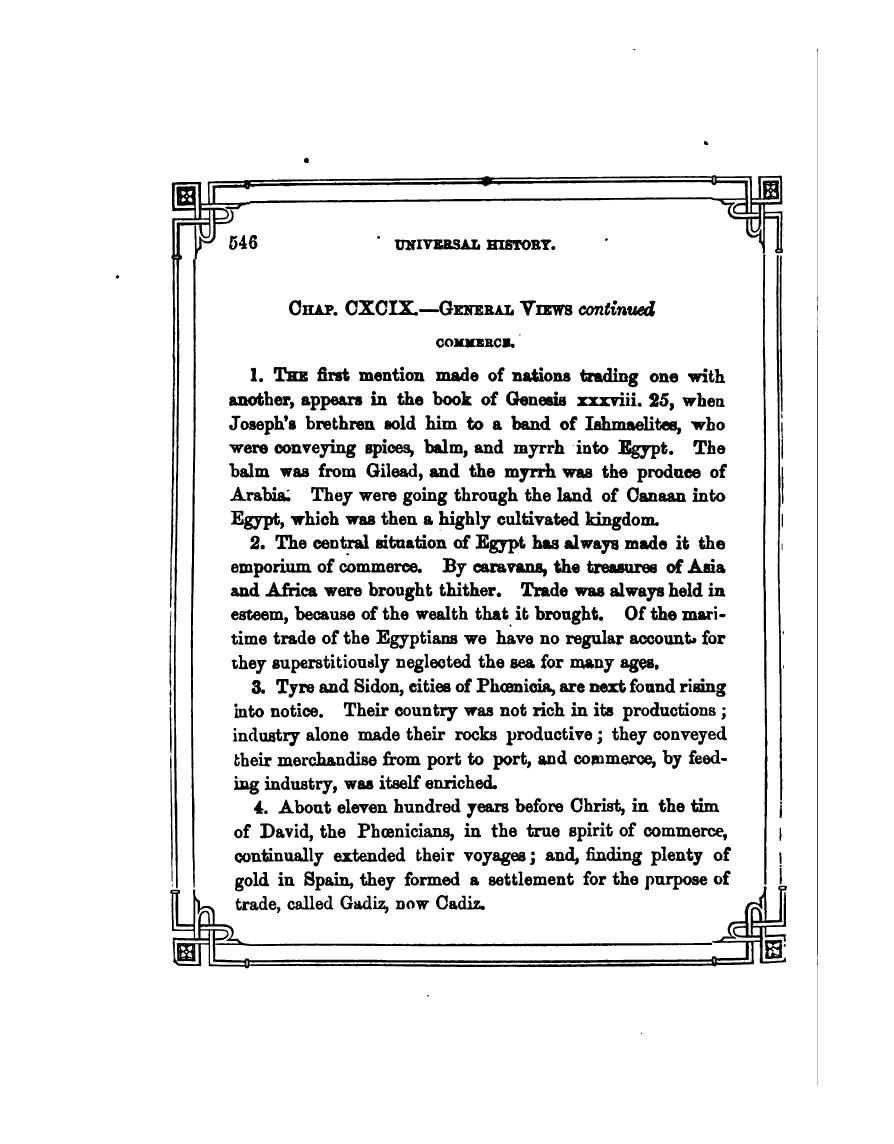 546 UNIVERSAL HISTORY.
CHAP. CXCIX.—GENERAL VIEWS continued
COMMERCE.
1. THE first mention made of nations trading one with
another, appears in the book of Genesis xxxviii. 25, when
Joseph's brethren sold him to a band of Ishmaelites, who
were conveying spices, balm, and myrrh into Egypt. The
balm was from Gilead, and the myrrh was the produce of
Arabia. They were going through the land of Canaan into
Egypt, which was then a highly cultivated kingdom.
2. The central situation of Egypt has always made it the
emporium of commerce. By caravans, the treasures of Asia
and Africa were brought thither. Trade was always held in
esteem, because of the wealth that it brought. Of the mari-
time trade of the Egyptians we have no regular account. for
they superstitiously neglected the sea for many ages.
3. Tyre and Sidon, cities of Phœnicia, are next found rising
into notice. Their country was not rich in its productions;
industry alone made their rocks productive; they conveyed
their merchandise from port to port, and commerce, by feed-
ing industry, was itself enriched.
4. About eleven hundred years before Christ, in the tim
of David, the Phœnicians, in the true spirit of commerce,
continually extended their voyages; and, finding plenty of
gold in Spain, they formed a settlement for the purpose of
trade, called Gadiz, now Cadiz.